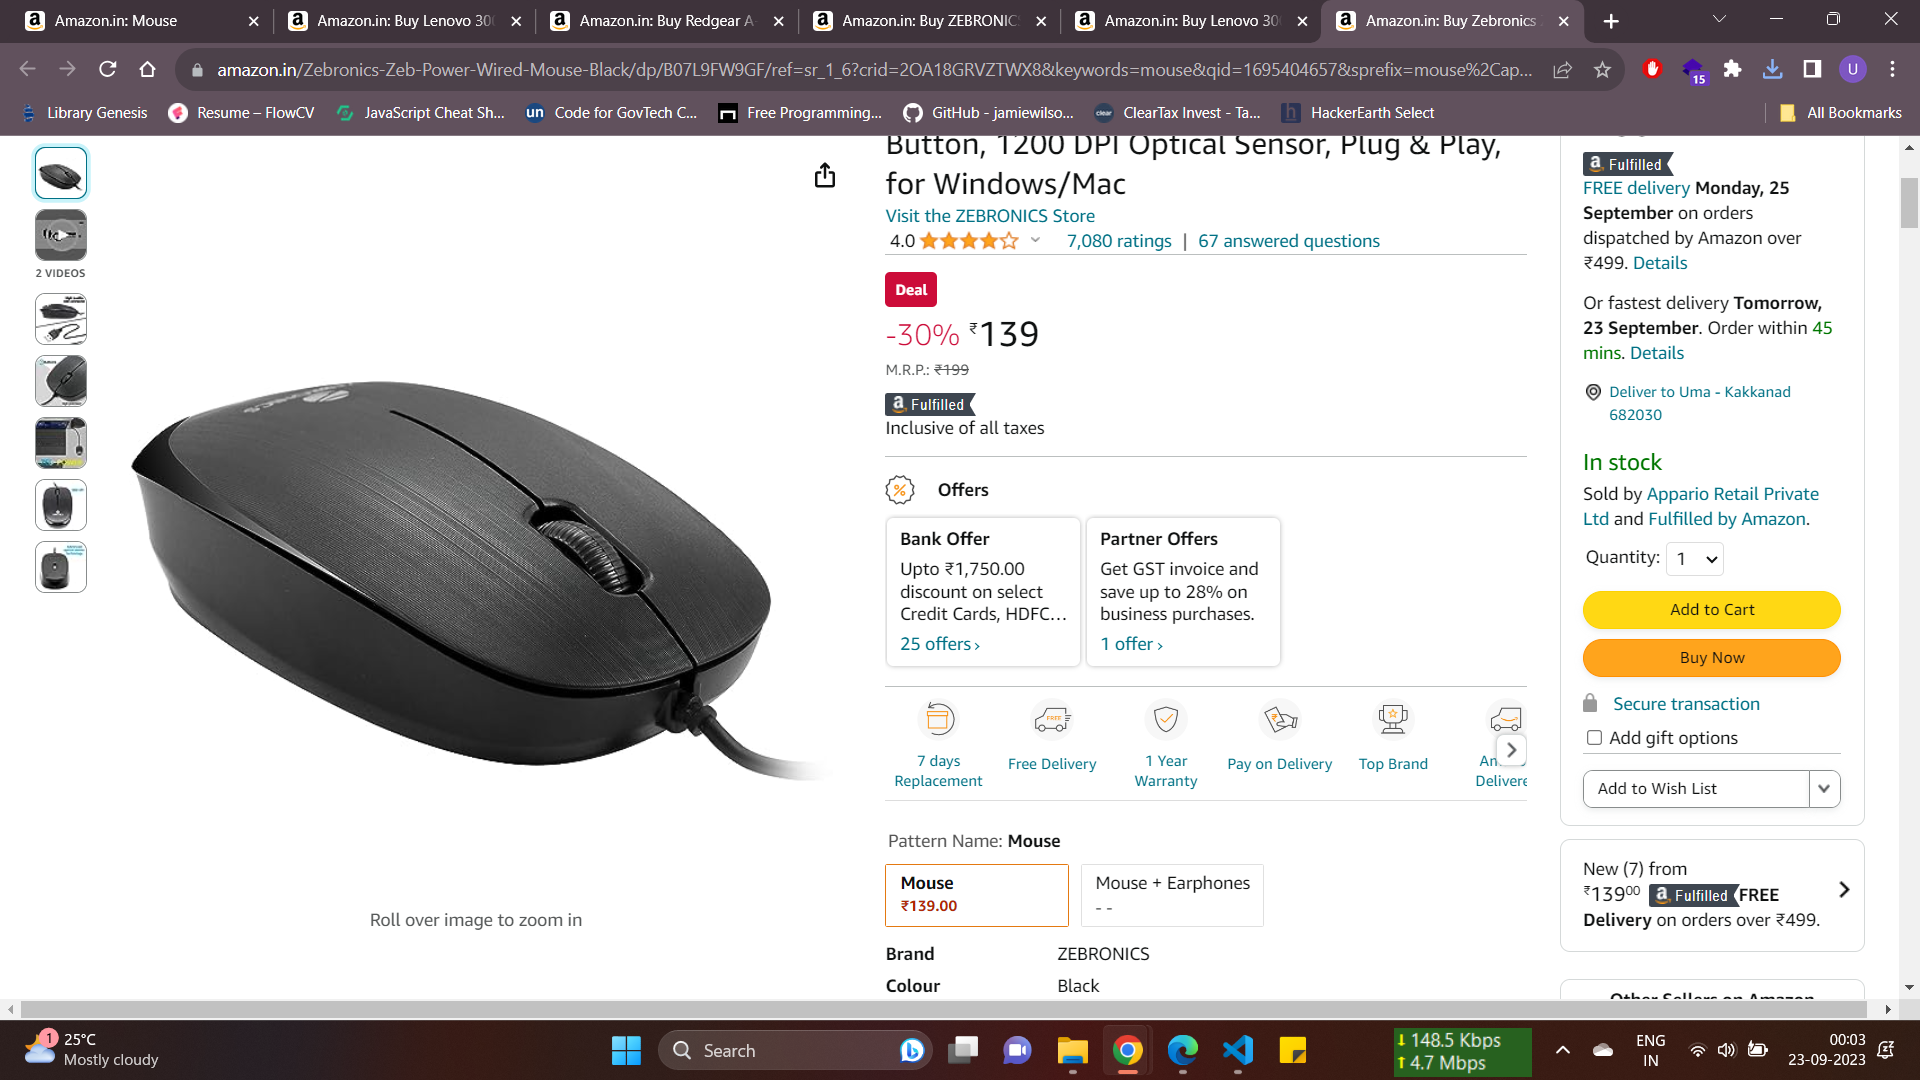 Amazon.in: Mouse
Amazon.in: Buy Lenovo 300
Amazon.in: Buy Redgear A-
Amazon.in: Buy ZEBRONIC
Amazon.in: Buy Lenovo 300
Amazon.in: Buy Zebronics
amazon.in/Zebronics-Zeb-Power-Wired-Mouse-Black/dp/B07L9FW9GF/ref=sr_1_6?crid=2OA18GRVZTWX8&keywords=mouse&qid=1695404657&sprefix=mouse%2Cap...
15
U
Library Genesis
Resume – FlowCV
JavaScript Cheat Sh...
un Code for GovTech C...
Free Programming...
GitHub - jamiewilso...
clear ClearTax Invest - Ta...
h HackerEarth Select
All Bookmarks
2 VIDEOS
ZEBRONICS
Roll over image to zoom in
Button, 1200 DPI Optical Sensor, Plug & Play,
for Windows/Mac
Visit the ZEBRONICS Store
4.0
7,080 ratings | 67 answered questions
Deal
-30% ₹139
M.R.P.: ₹199
a Fulfilled
Inclusive of all taxes
Offers
Bank Offer
Upto ₹1,750.00
discount on select
Credit Cards, HDFC...
25 offers ›
Partner Offers
Get GST invoice and
save up to 28% on
business purchases.
1 offer ›
7 days
Replacement
FREE
Free Delivery
1 Year
Warranty
Pay on Delivery
Top Brand
Delivere
Pattern Name: Mouse
Mouse
₹139.00
Mouse + Earphones
- -
Brand ZEBRONICS
Colour Black
a Fulfilled
FREE delivery Monday, 25
September on orders
dispatched by Amazon over
₹499. Details
Or fastest delivery Tomorrow,
23 September. Order within 45
mins. Details
Deliver to Uma - Kakkanad
682030
In stock
Sold by Appario Retail Private
Ltd and Fulfilled by Amazon.
Quantity: 1
Add to Cart
Buy Now
Secure transaction
Add gift options
Add to Wish List
New (7) from
₹139⁰⁰ a Fulfilled FREE
Delivery on orders over ₹499.
Other Sellers on Amazon
1
25°C
Mostly cloudy
Search
148.5 Kbps
4.7 Mbps
ENG
IN
00:03
23-09-2023